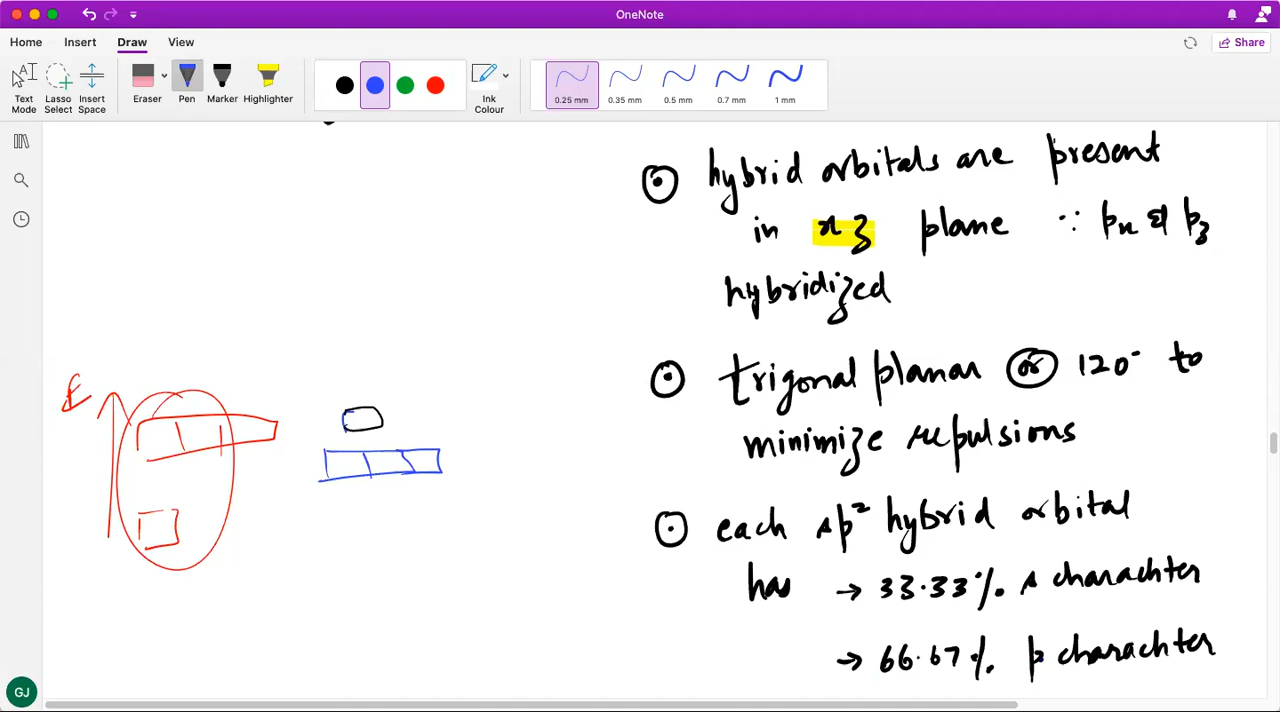 OneNote
Home Insert Draw View
Share
Text Mode
Lasso Select
Insert Space
Eraser
Pen
Marker
Highlighter
Ink Colour
0.25 mm
0.35 mm
0.5 mm
0.7 mm
1 mm
⊙ hybrid orbitals are present
in xz plane ∵ px & pz
hybridized
⊙ trigonal planar or 120° to
minimize repulsions
⊙ each sp² hybrid orbital
has → 33.33% s charachter
→ 66.67% p charachter
E
GJ